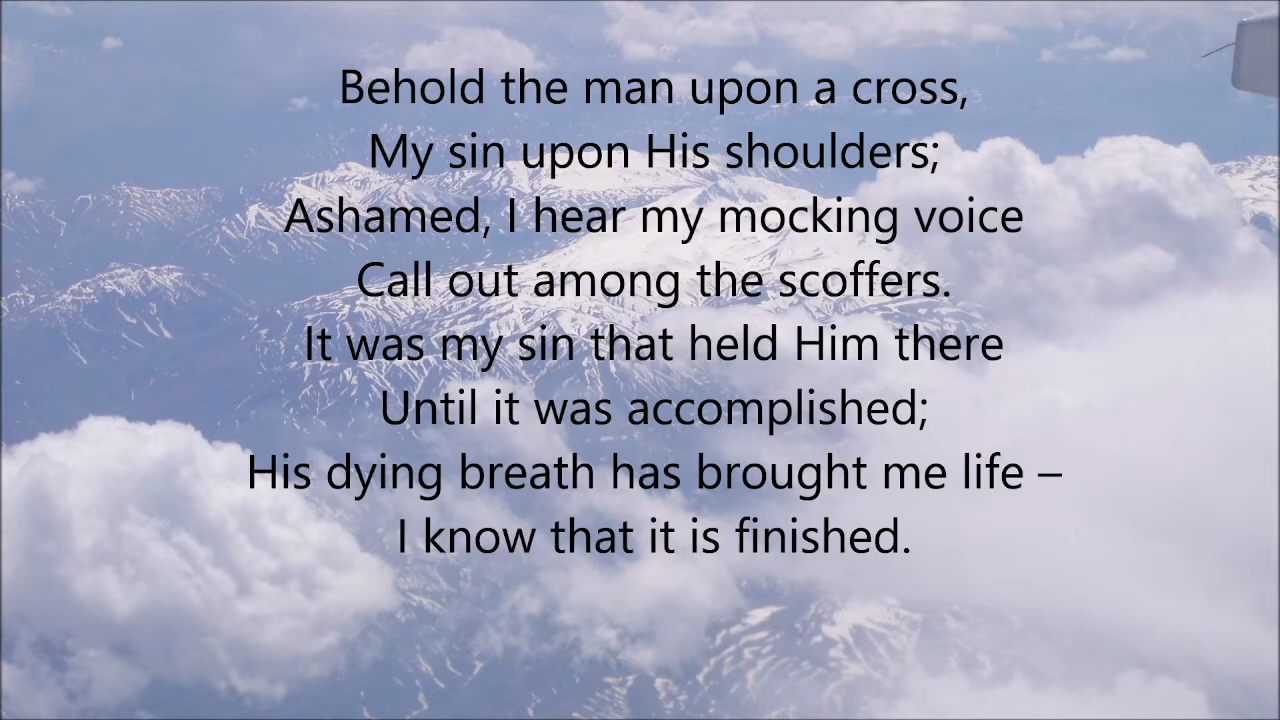 Behold the man upon a cross,
My sin upon His shoulders;
Ashamed, I hear my mocking voice
Call out among the scoffers.
It was my sin that held Him there
Until it was accomplished;
His dying breath has brought me life –
I know that it is finished.